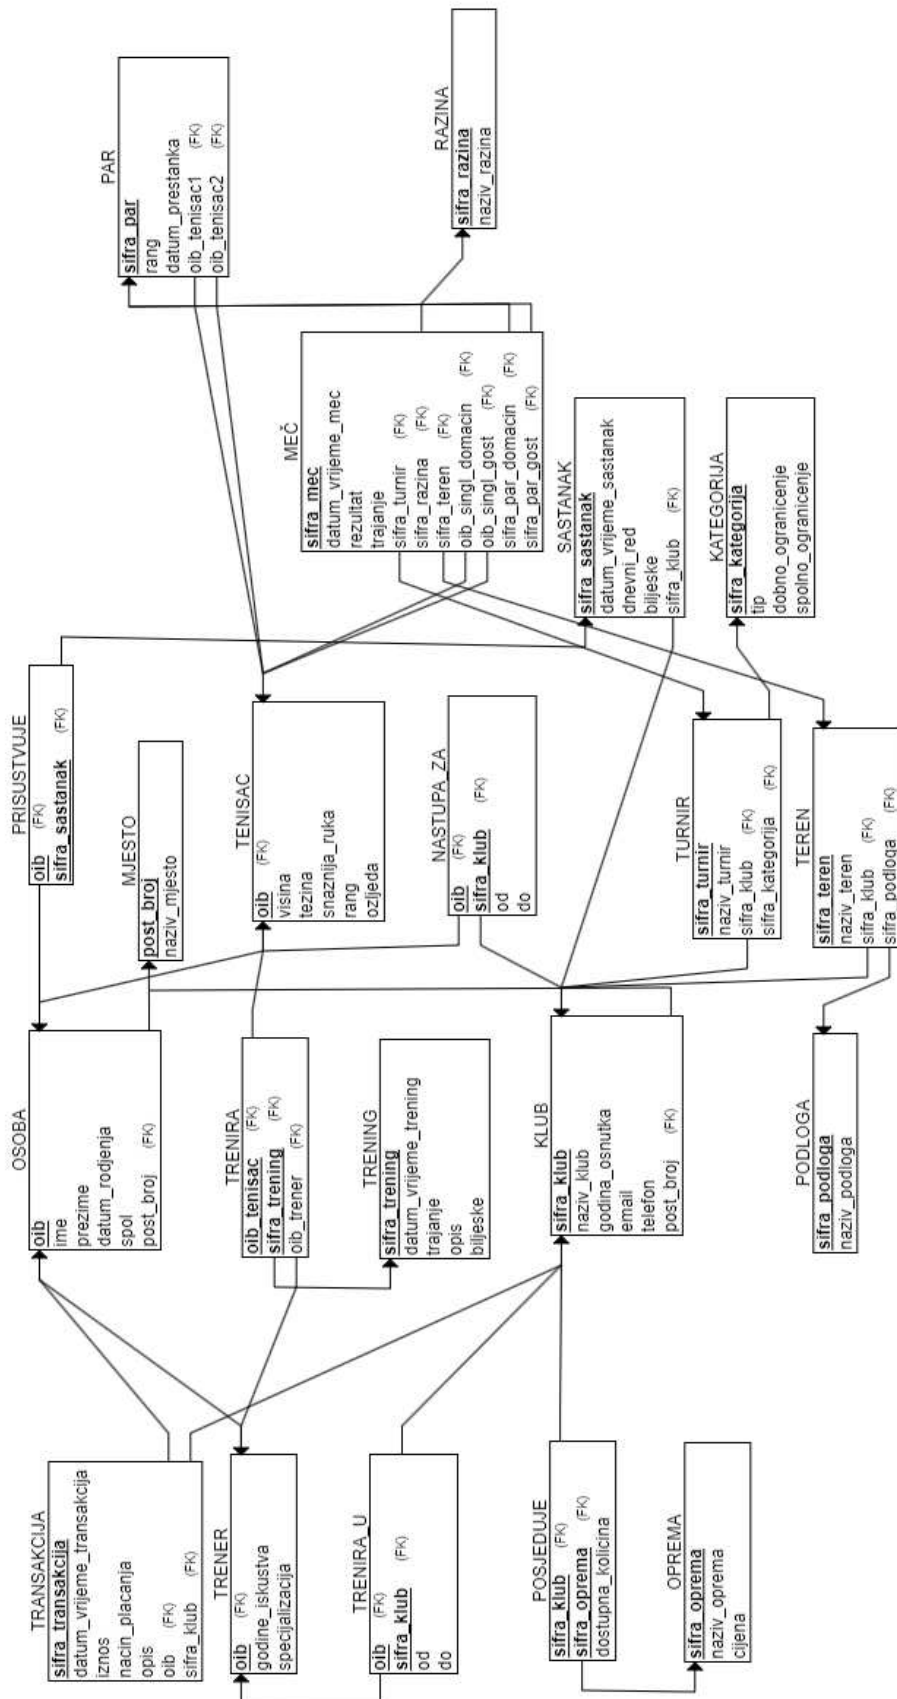 TRANSAKCIJA
sifra_transakcija
datum_vrijeme_transakcija
iznos
nacin_placanja
opis
oib (FK)
sifra_klub (FK)
TRENER
oib (FK)
godine_iskustva
specijalizacija
TRENIRA_U
oib (FK)
sifra_klub (FK)
od
do
POSJEDUJE
sifra_klub (FK)
sifra_oprema (FK)
dostupna_kolicina
OPREMA
sifra_oprema
naziv_oprema
cijena
OSOBA
oib
ime
prezime
datum_rodjenja
spol
post_broj (FK)
TRENIRA
oib_tenisac (FK)
sifra_trening (FK)
oib_trener (FK)
TRENING
sifra_trening
datum_vrijeme_trening
trajanje
opis
biljeske
KLUB
sifra_klub
naziv_klub
godina_osnutka
email
telefon
post_broj (FK)
PODLOGA
sifra_podloga
naziv_podloga
PRISUSTVUJE
oib (FK)
sifra_sastanak (FK)
MJESTO
post_broj
naziv_mjesto
TENISAC
oib (FK)
visina
tezina
snaznija_ruka
rang
ozljeda
NASTUPA_ZA
oib (FK)
sifra_klub (FK)
od
do
TURNIR
sifra_turnir
naziv_turnir
sifra_klub (FK)
sifra_kategorija (FK)
TEREN
sifra_teren
naziv_teren
sifra_klub (FK)
sifra_podloga (FK)
PAR
sifra_par
rang
datum_prestanka
oib_tenisac1 (FK)
oib_tenisac2 (FK)
MEČ
sifra_mec
datum_vrijeme_mec
rezultat
trajanje
sifra_turnir (FK)
sifra_razina (FK)
sifra_teren (FK)
oib_singl_domacin (FK)
oib_singl_gost (FK)
sifra_par_domacin (FK)
sifra_par_gost (FK)
RAZINA
sifra_razina
naziv_razina
SASTANAK
sifra_sastanak
datum_vrijeme_sastanak
dnevni_red
biljeske
sifra_klub (FK)
KATEGORIJA
sifra_kategorija
tip
dobno_ogranicenje
spolno_ogranicenje